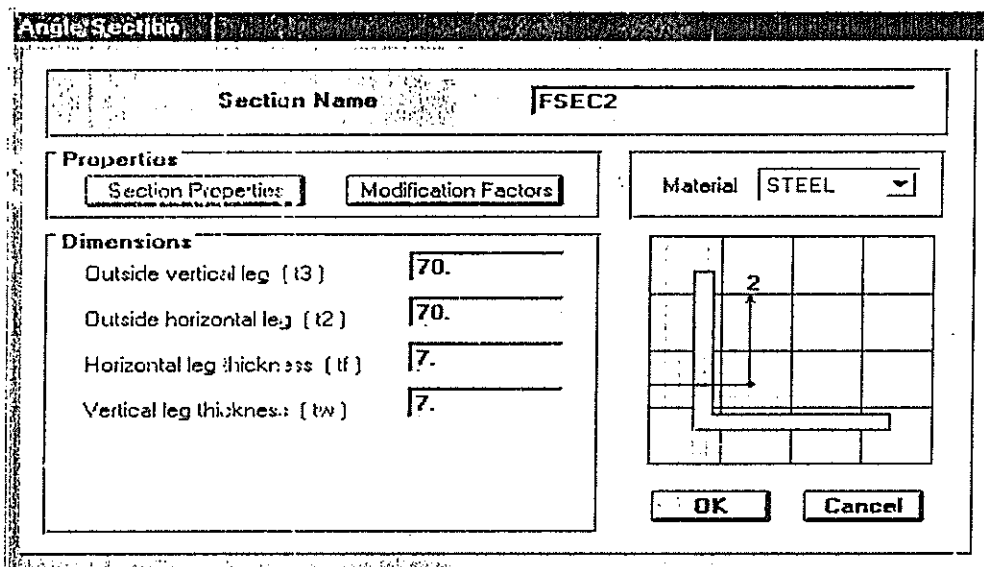 Angle Section
Section Name FSEC2
Properties
Section Properties Modification Factors
Material STEEL
Dimensions
Outside vertical leg ( t3 ) 70.
Outside horizontal leg ( t2 ) 70.
Horizontal leg thickness ( tf ) 7.
Vertical leg thickness ( tw ) 7.
2
OK Cancel